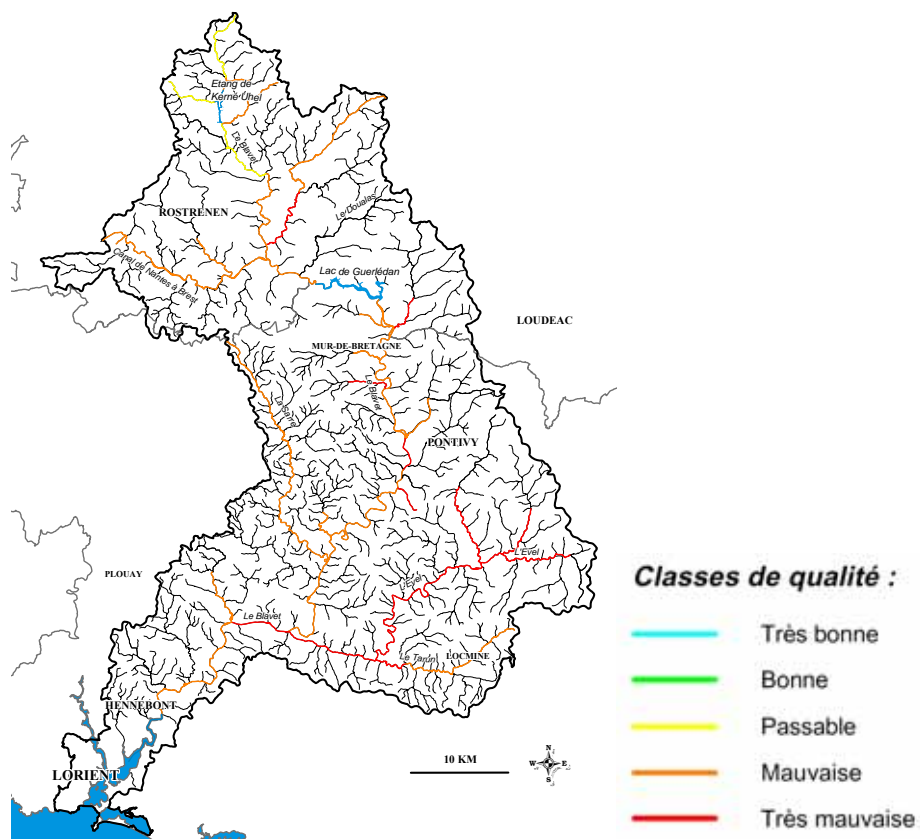 Etang de
Kerne Uhel
Le Blavet
ROSTRENEN
Le Doualas
Canal de Nantes à Brest
Lac de Guerlédan
LOUDEAC
MUR-DE-BRETAGNE
Le Blavet
La Sarre
PONTIVY
L'Evel
PLOUAY
L'Evel
Le Blavet
LOCMINE
Le Tarun
HENNEBONT
LORIENT
10 KM
N
W E
S
Classes de qualité :
Très bonne
Bonne
Passable
Mauvaise
Très mauvaise